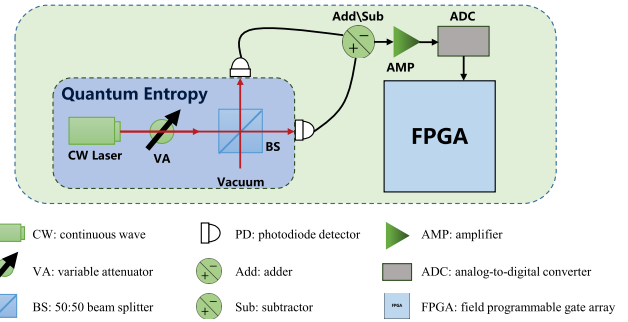 Add\Sub
ADC
AMP
Quantum Entropy
CW Laser
VA
BS
Vacuum
FPGA
CW: continuous wave
PD: photodiode detector
AMP: amplifier
VA: variable attenuator
Add: adder
ADC: analog-to-digital converter
BS: 50:50 beam splitter
Sub: subtractor
FPGA
FPGA: field programmable gate array